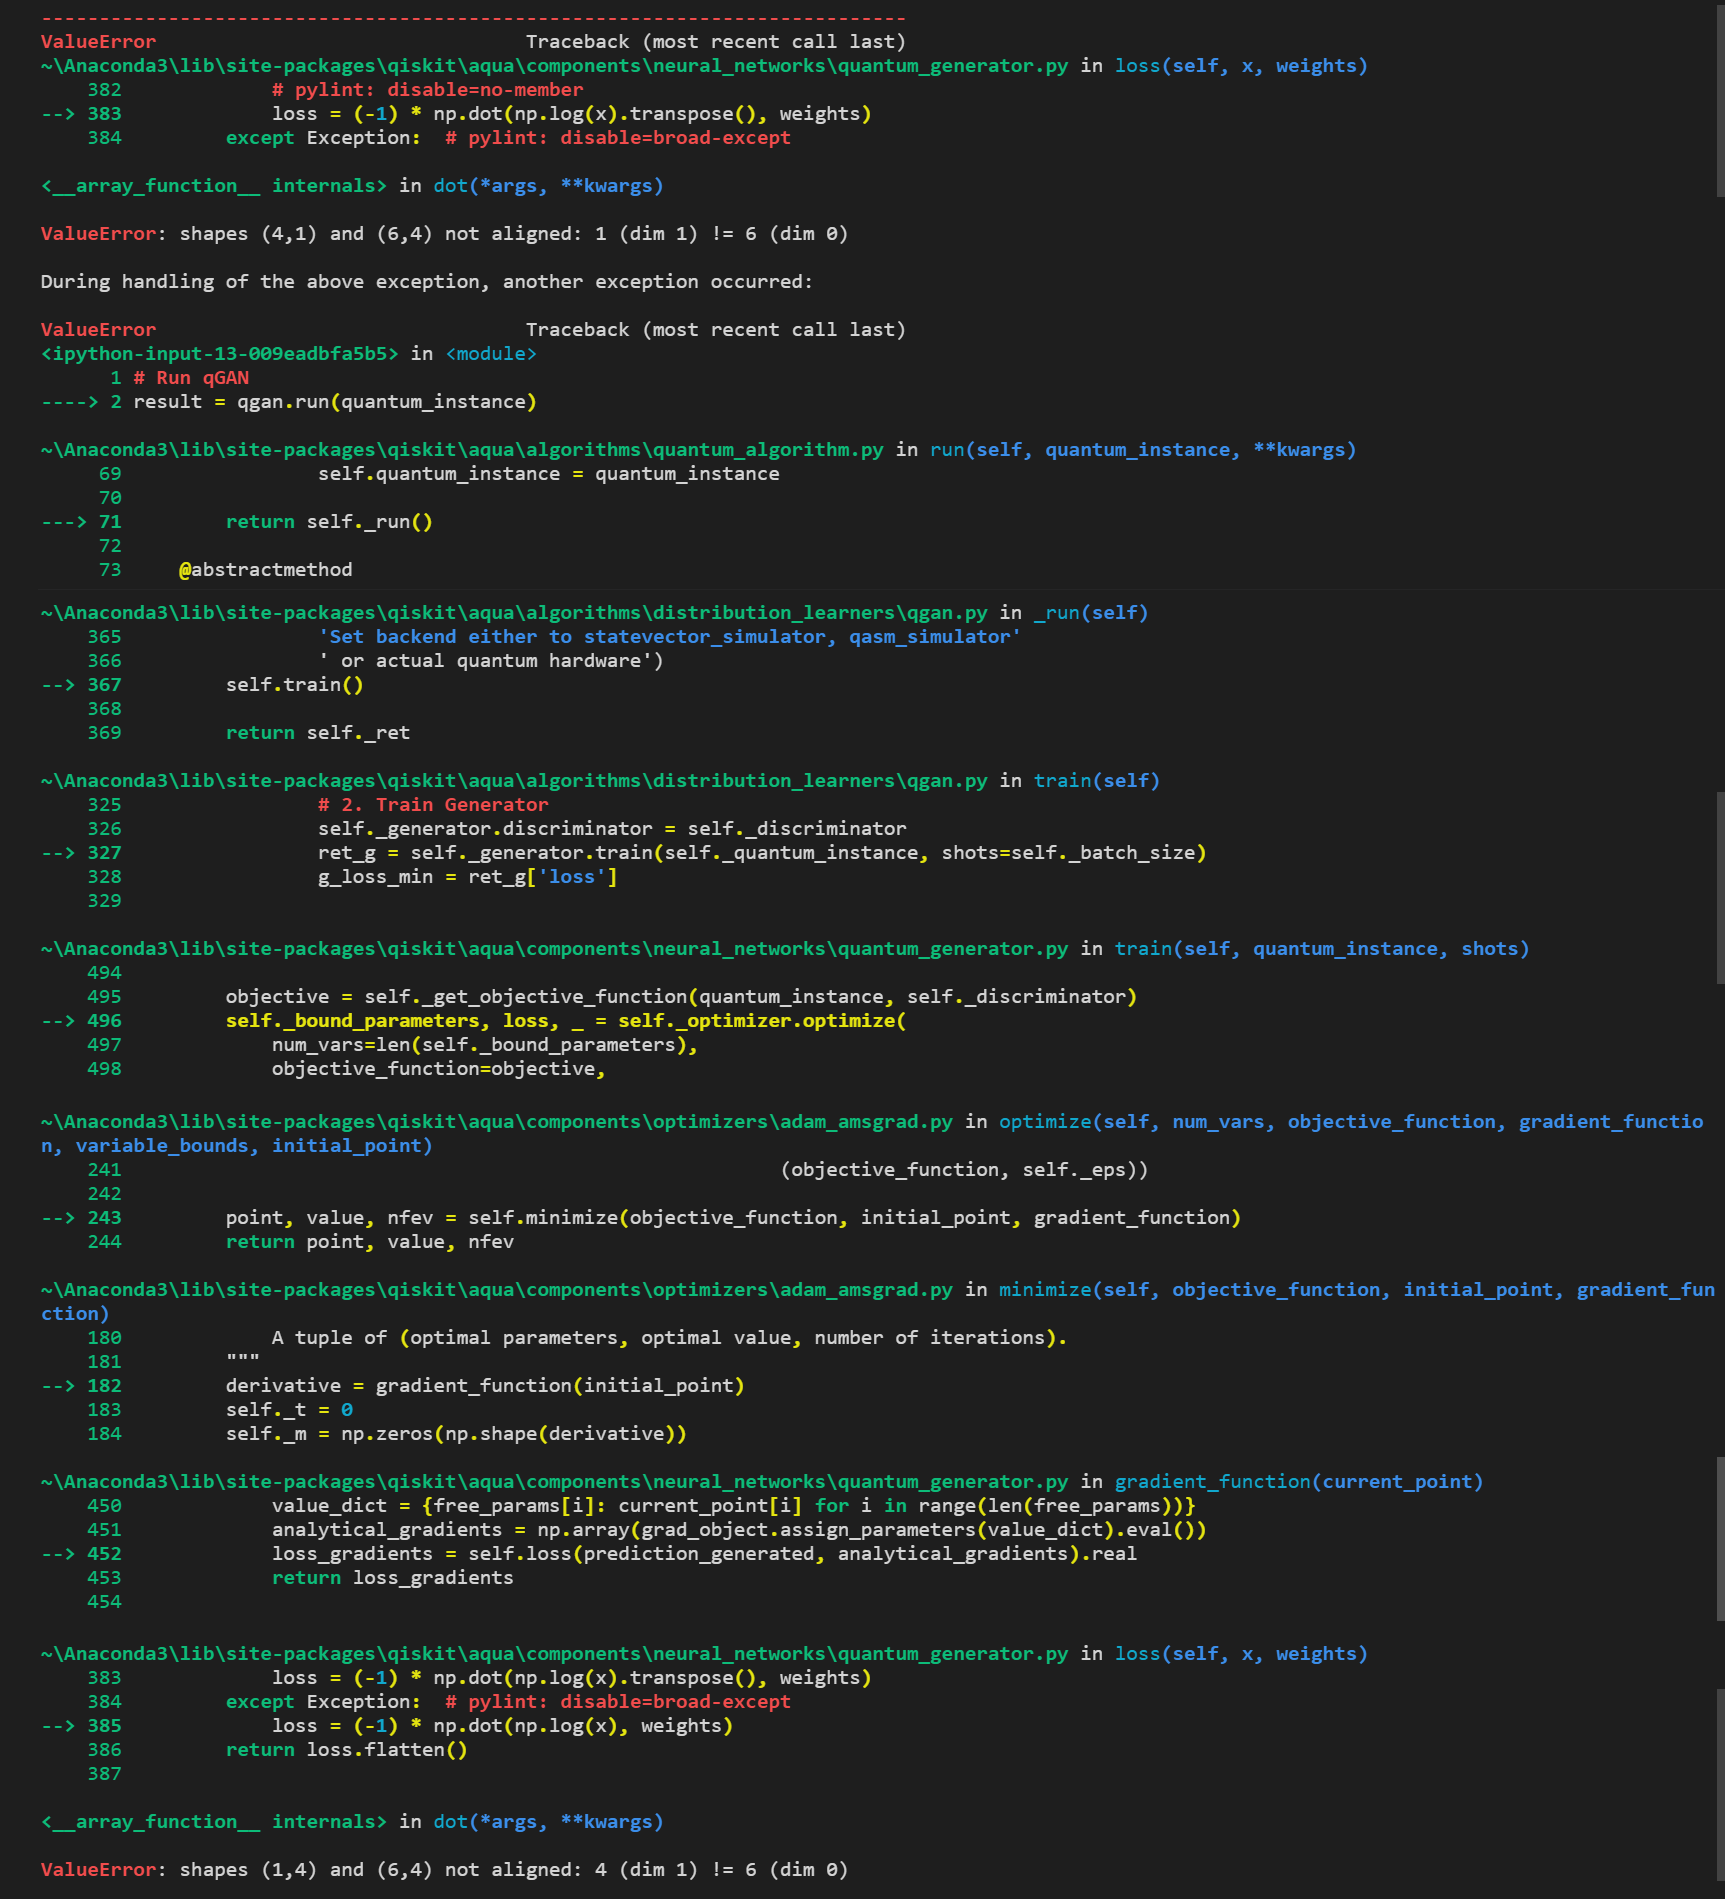 ---------------------------------------------------------------------------
ValueError                                Traceback (most recent call last)
~\Anaconda3\lib\site-packages\qiskit\aqua\components\neural_networks\quantum_generator.py in loss(self, x, weights)
    382             # pylint: disable=no-member
--> 383             loss = (-1) * np.dot(np.log(x).transpose(), weights)
    384         except Exception:  # pylint: disable=broad-except
<__array_function__ internals> in dot(*args, **kwargs)
ValueError: shapes (4,1) and (6,4) not aligned: 1 (dim 1) != 6 (dim 0)
During handling of the above exception, another exception occurred:
ValueError                                Traceback (most recent call last)
<ipython-input-13-009eadbfa5b5> in <module>
      1 # Run qGAN
----> 2 result = qgan.run(quantum_instance)
~\Anaconda3\lib\site-packages\qiskit\aqua\algorithms\quantum_algorithm.py in run(self, quantum_instance, **kwargs)
     69                 self.quantum_instance = quantum_instance
     70
---> 71         return self._run()
     72
     73     @abstractmethod
~\Anaconda3\lib\site-packages\qiskit\aqua\algorithms\distribution_learners\qgan.py in _run(self)
    365                 'Set backend either to statevector_simulator, qasm_simulator'
    366                 ' or actual quantum hardware')
--> 367         self.train()
    368
    369         return self._ret
~\Anaconda3\lib\site-packages\qiskit\aqua\algorithms\distribution_learners\qgan.py in train(self)
    325                 # 2. Train Generator
    326                 self._generator.discriminator = self._discriminator
--> 327                 ret_g = self._generator.train(self._quantum_instance, shots=self._batch_size)
    328                 g_loss_min = ret_g['loss']
    329
~\Anaconda3\lib\site-packages\qiskit\aqua\components\neural_networks\quantum_generator.py in train(self, quantum_instance, shots)
    494
    495         objective = self._get_objective_function(quantum_instance, self._discriminator)
--> 496         self._bound_parameters, loss, _ = self._optimizer.optimize(
    497             num_vars=len(self._bound_parameters),
    498             objective_function=objective,
~\Anaconda3\lib\site-packages\qiskit\aqua\components\optimizers\adam_amsgrad.py in optimize(self, num_vars, objective_function, gradient_functio
n, variable_bounds, initial_point)
    241                                                         (objective_function, self._eps))
    242
--> 243         point, value, nfev = self.minimize(objective_function, initial_point, gradient_function)
    244         return point, value, nfev
~\Anaconda3\lib\site-packages\qiskit\aqua\components\optimizers\adam_amsgrad.py in minimize(self, objective_function, initial_point, gradient_fun
ction)
    180             A tuple of (optimal parameters, optimal value, number of iterations).
    181         """
--> 182         derivative = gradient_function(initial_point)
    183         self._t = 0
    184         self._m = np.zeros(np.shape(derivative))
~\Anaconda3\lib\site-packages\qiskit\aqua\components\neural_networks\quantum_generator.py in gradient_function(current_point)
    450             value_dict = {free_params[i]: current_point[i] for i in range(len(free_params))}
    451             analytical_gradients = np.array(grad_object.assign_parameters(value_dict).eval())
--> 452             loss_gradients = self.loss(prediction_generated, analytical_gradients).real
    453             return loss_gradients
    454
~\Anaconda3\lib\site-packages\qiskit\aqua\components\neural_networks\quantum_generator.py in loss(self, x, weights)
    383             loss = (-1) * np.dot(np.log(x).transpose(), weights)
    384         except Exception:  # pylint: disable=broad-except
--> 385             loss = (-1) * np.dot(np.log(x), weights)
    386         return loss.flatten()
    387
<__array_function__ internals> in dot(*args, **kwargs)
ValueError: shapes (1,4) and (6,4) not aligned: 4 (dim 1) != 6 (dim 0)